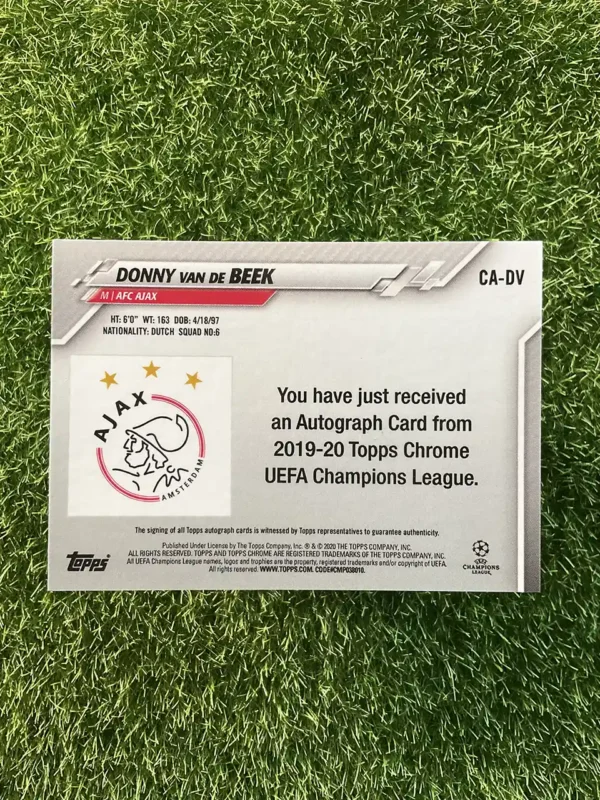 DONNY VAN DE BEEK
CA-DV
M | AFC AJAX
HT: 6'0" WT: 163 DOB: 4/18/97
NATIONALITY: DUTCH SQUAD NO:6
AJAX
AMSTERDAM
You have just received
an Autograph Card from
2019-20 Topps Chrome
UEFA Champions League.
The signing of all Topps autograph cards is witnessed by Topps representatives to guarantee authenticity.
Published Under Licence by The Topps Company, Inc. ® & © 2020 THE TOPPS COMPANY, INC.
ALL RIGHTS RESERVED. TOPPS AND TOPPS CHROME ARE REGISTERED TRADEMARKS OF THE TOPPS COMPANY, INC.
All UEFA Champions League names, logos and trophies are the property, registered trademarks and/or copyright of UEFA.
All rights reserved. WWW.TOPPS.COM. CODE#CMP038010.
Topps
UEFA
CHAMPIONS
LEAGUE